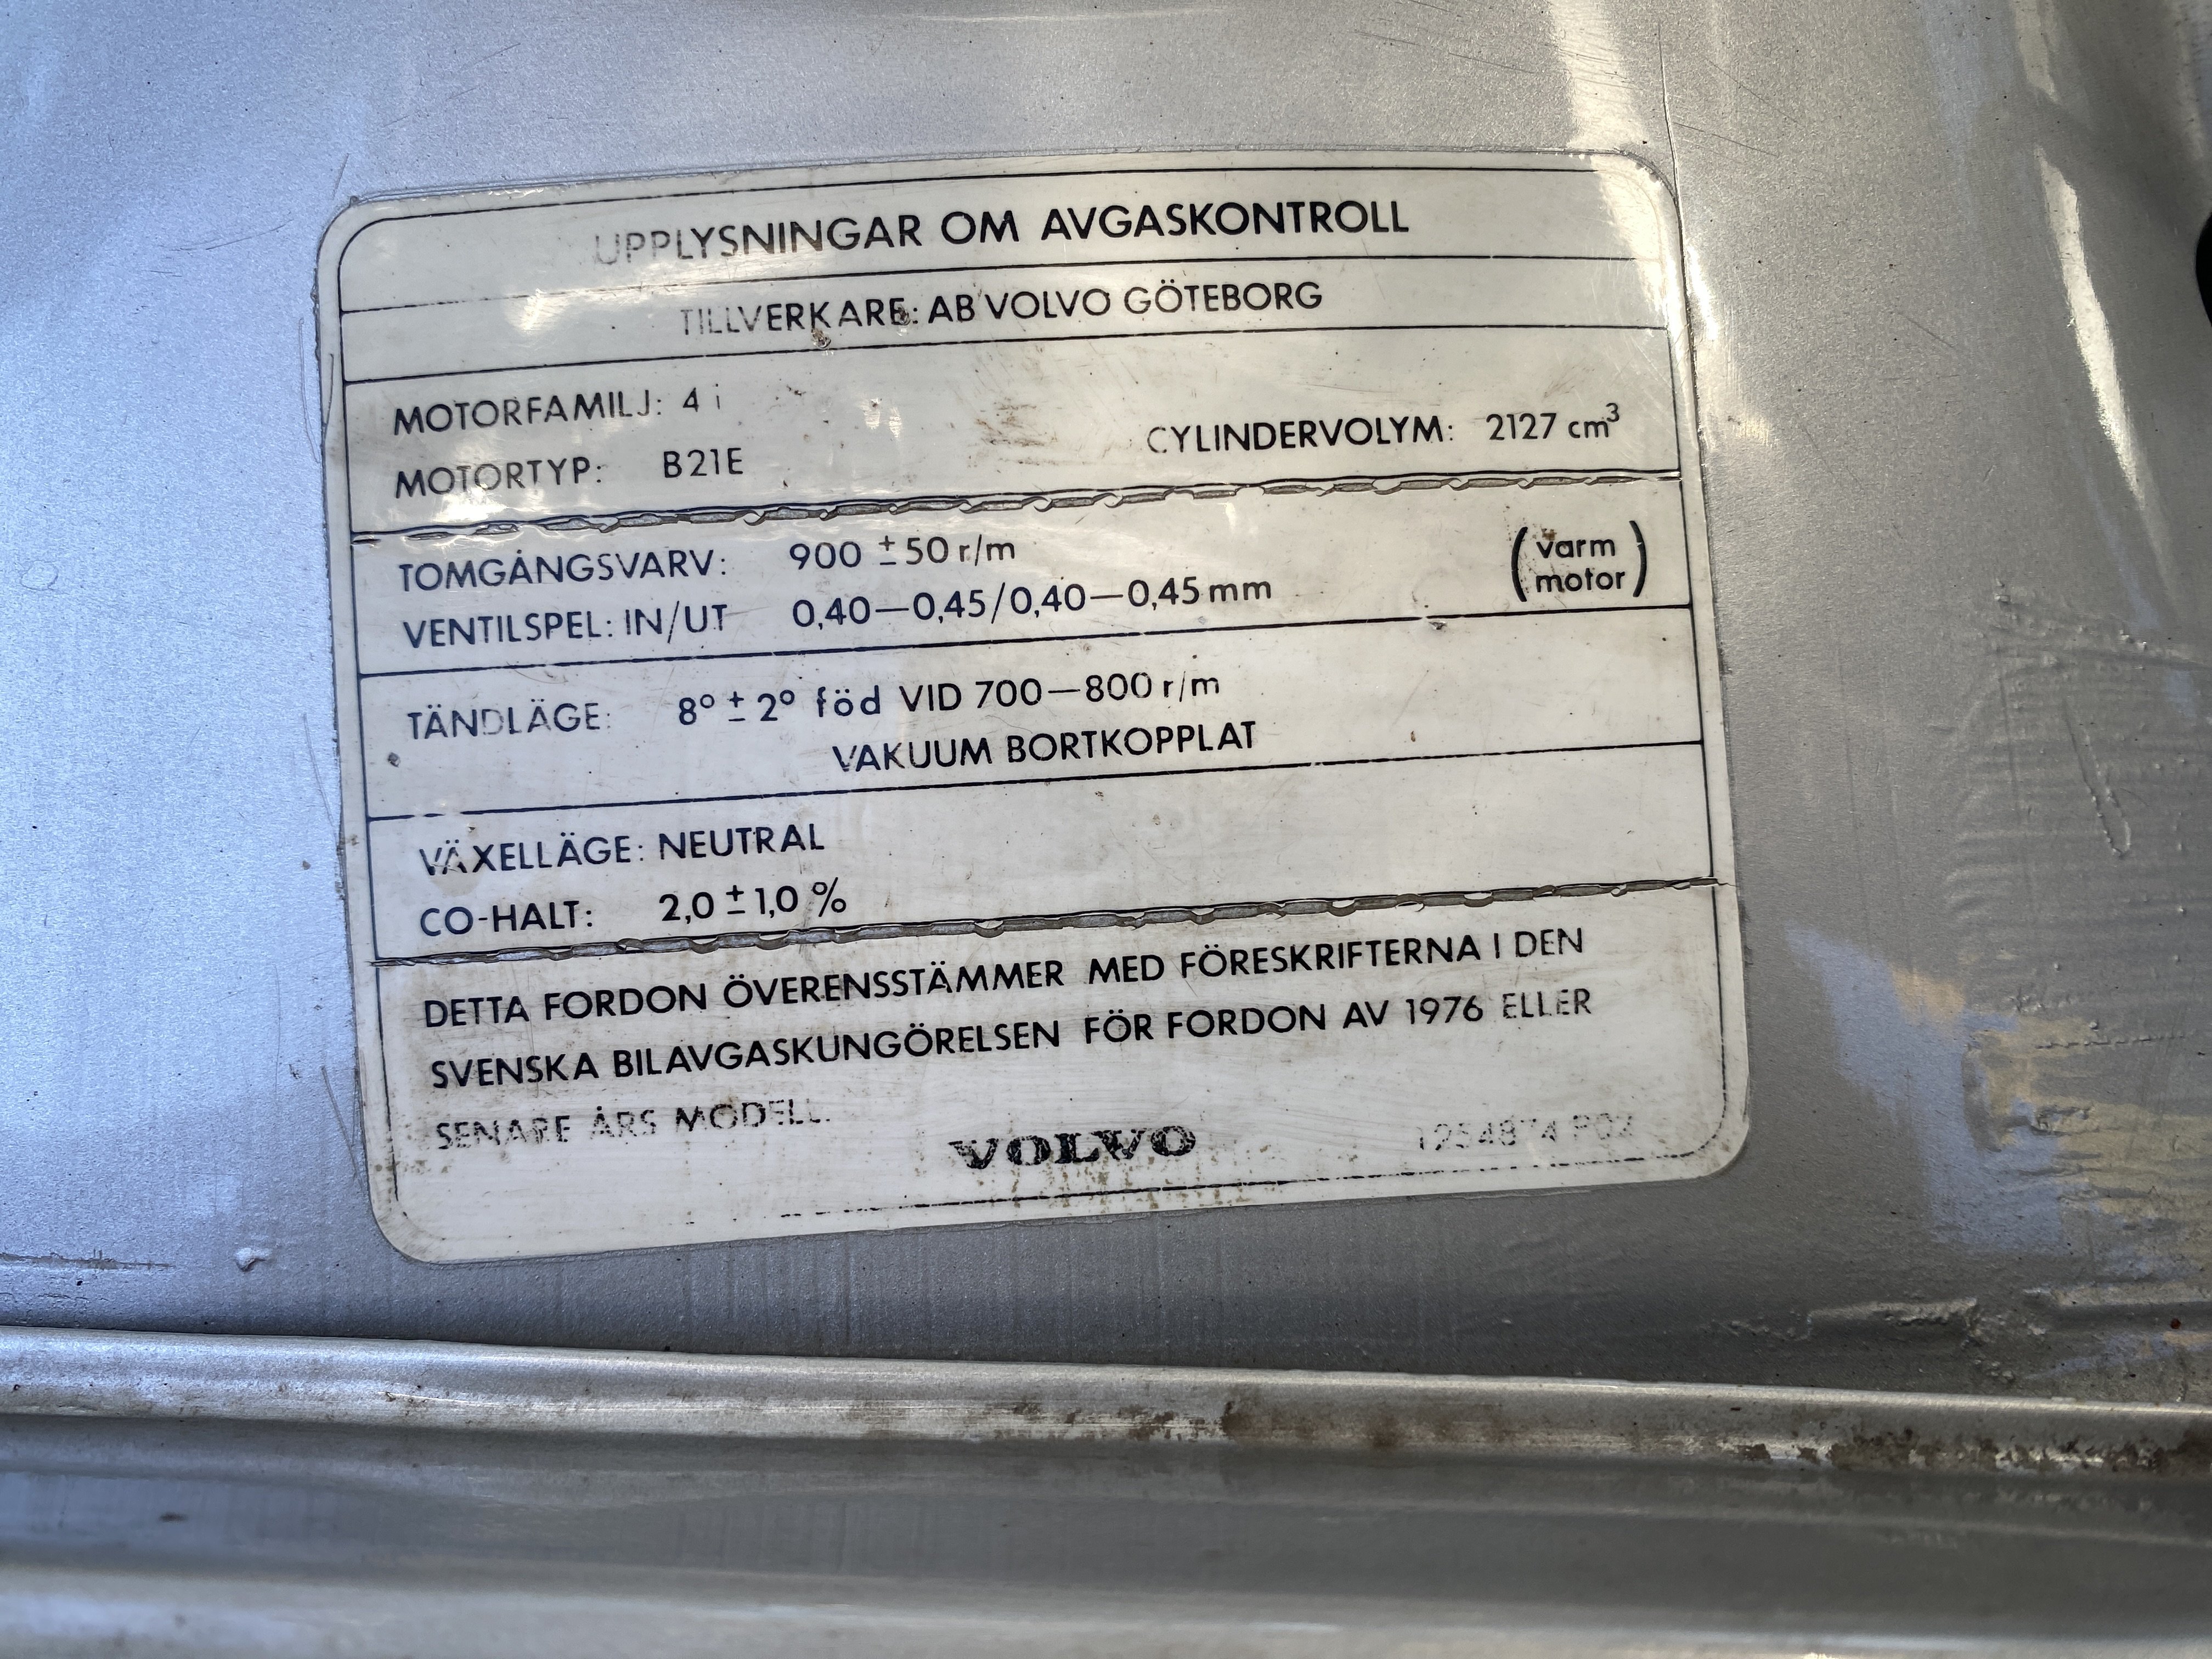 UPPLYSNINGAR OM AVGASKONTROLL
TILLVERKARE: AB VOLVO GÖTEBORG
MOTORFAMILJ: 4 i
CYLINDERVOLYM: 2127 cm³
MOTORTYP: B21E
TOMGÅNGSVARV: 900 ±50 r/m
VENTILSPEL: IN/UT 0,40—0,45/0,40—0,45 mm
(varm
motor)
TÄNDLÄGE: 8° ± 2° föd VID 700—800 r/m
VAKUUM BORTKOPPLAT
VÄXELLÄGE: NEUTRAL
CO-HALT: 2,0 ± 1,0 %
DETTA FORDON ÖVERENSSTÄMMER MED FÖRESKRIFTERNA I DEN
SVENSKA BILAVGASKUNGÖRELSEN FÖR FORDON AV 1976 ELLER
SENARE ÅRS MODELL.
VOLVO